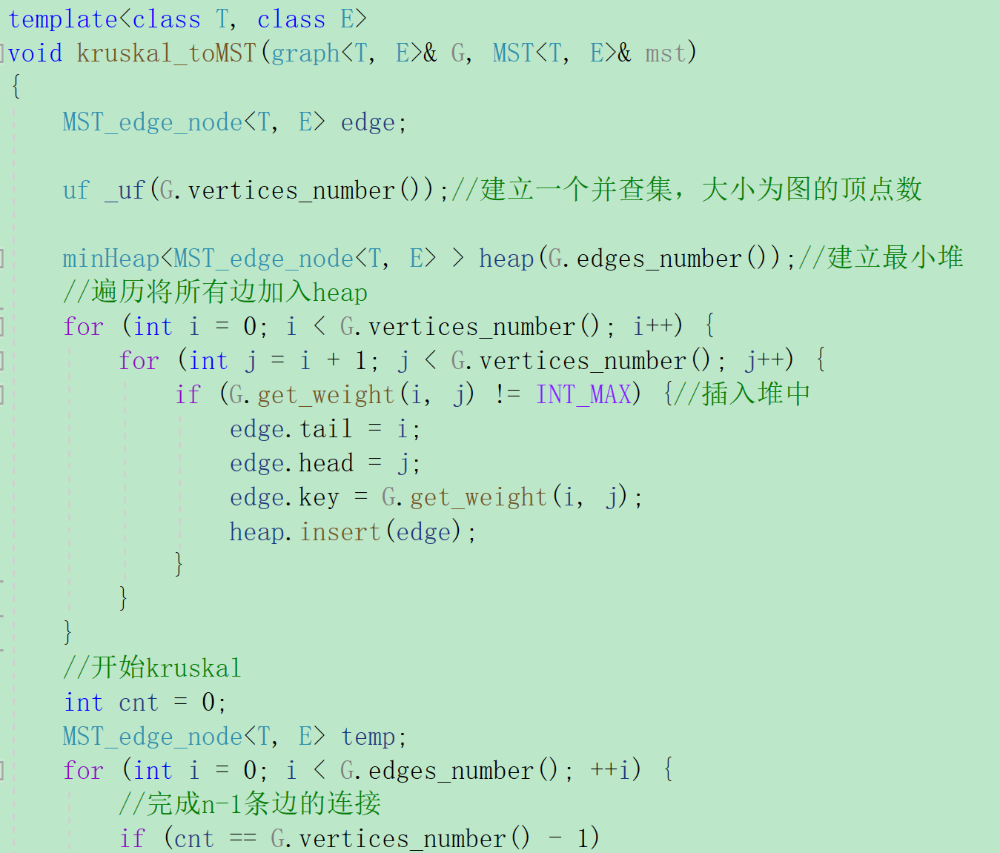 template<class T, class E>
void kruskal_toMST(graph<T, E>& G, MST<T, E>& mst)
{
    MST_edge_node<T, E> edge;
    uf _uf(G.vertices_number());//建立一个并查集，大小为图的顶点数
    minHeap<MST_edge_node<T, E> > heap(G.edges_number());//建立最小堆
    //遍历将所有边加入heap
    for (int i = 0; i < G.vertices_number(); i++) {
        for (int j = i + 1; j < G.vertices_number(); j++) {
            if (G.get_weight(i, j) != INT_MAX) {//插入堆中
                edge.tail = i;
                edge.head = j;
                edge.key = G.get_weight(i, j);
                heap.insert(edge);
            }
        }
    }
    //开始kruskal
    int cnt = 0;
    MST_edge_node<T, E> temp;
    for (int i = 0; i < G.edges_number(); ++i) {
        //完成n-1条边的连接
        if (cnt == G.vertices_number() - 1)